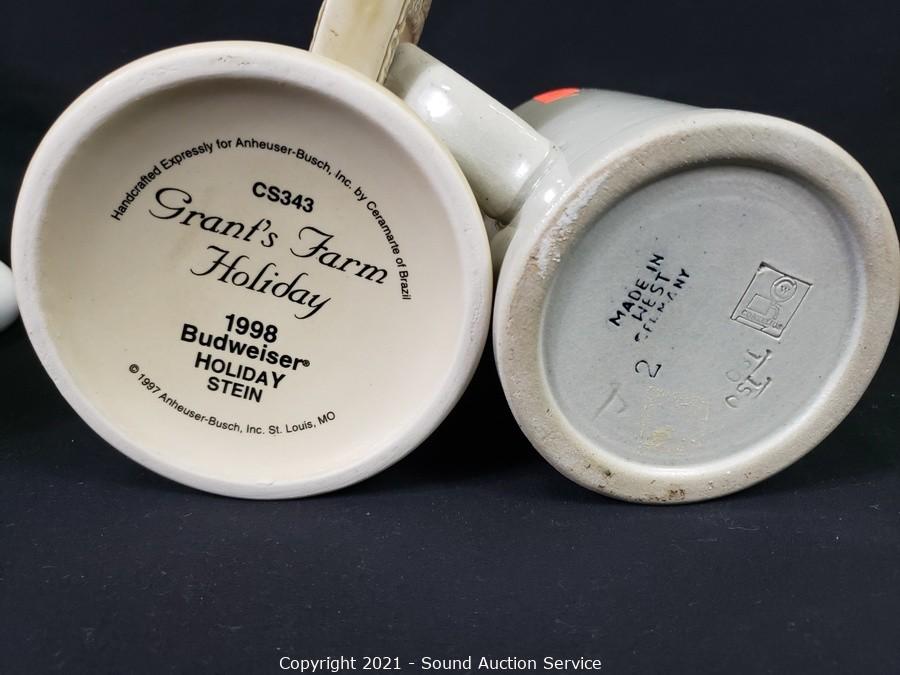 Handcrafted Expressly for Anheuser-Busch, Inc. by Ceramarte of Brazil
CS343
Grant's Farm
Holiday
1998
Budweiser®
HOLIDAY
STEIN
© 1997 Anheuser-Busch, Inc. St. Louis, MO
MADE IN
WEST
GERMANY
2
Copyright 2021 - Sound Auction Service